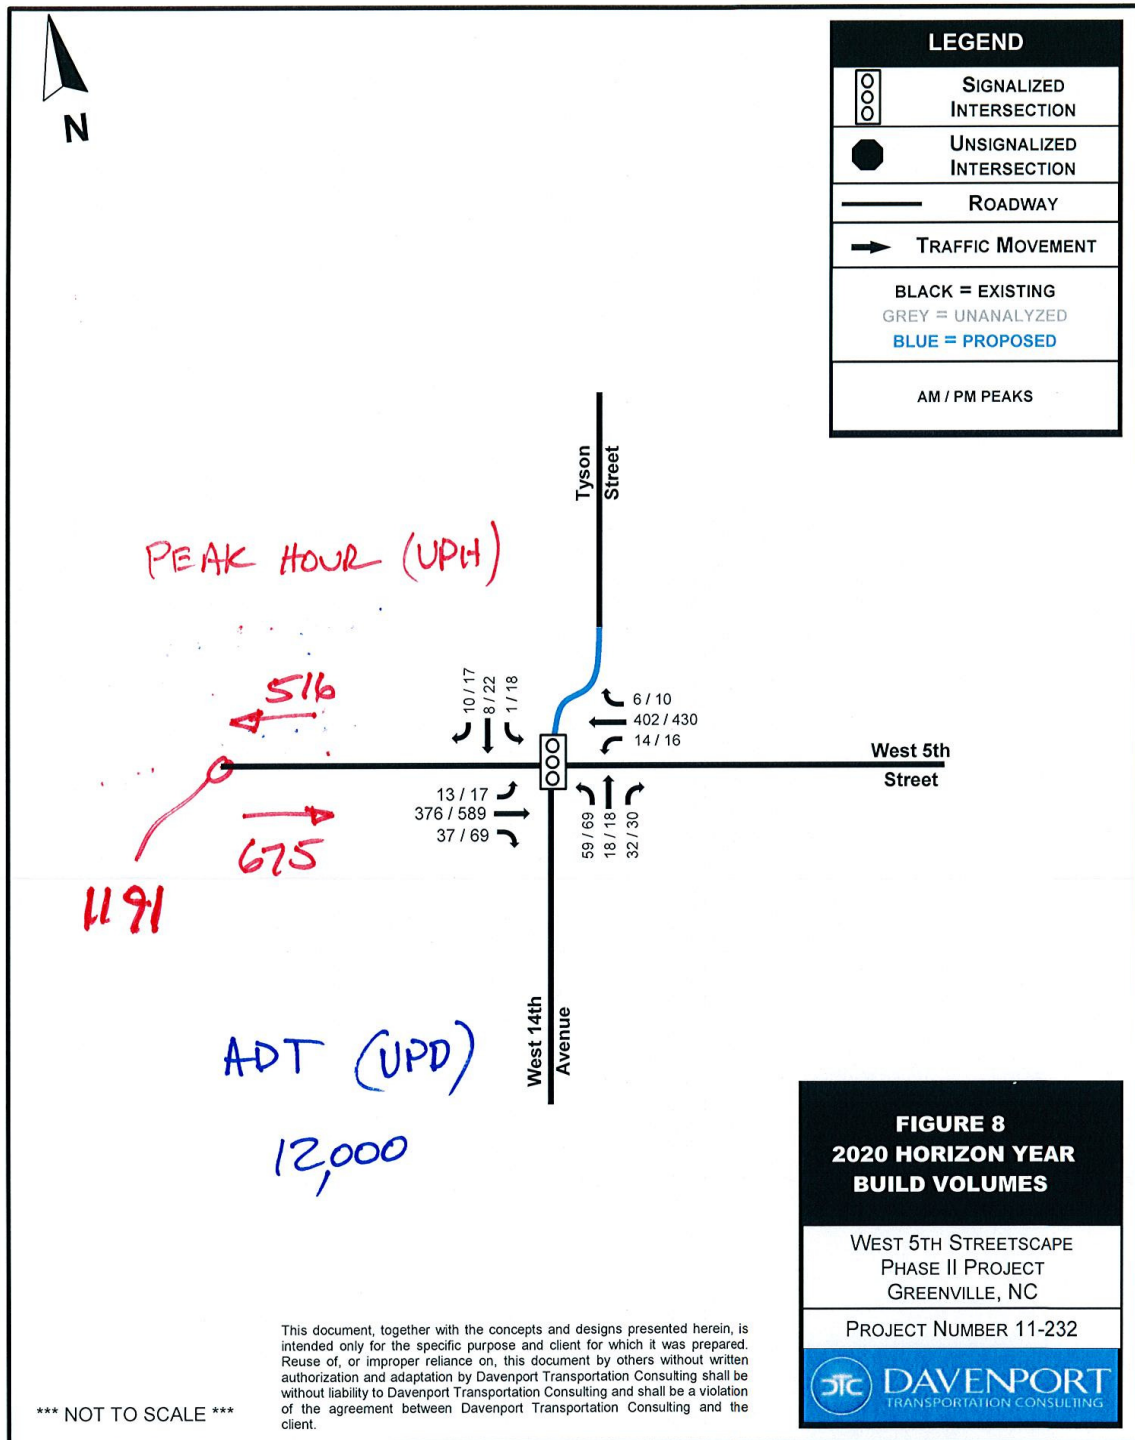 N
LEGEND
SIGNALIZED
INTERSECTION
UNSIGNALIZED
INTERSECTION
ROADWAY
TRAFFIC MOVEMENT
BLACK = EXISTING
GREY = UNANALYZED
BLUE = PROPOSED
AM / PM PEAKS
Tyson
Street
PEAK HOUR (VPH)
516
10 / 17
8 / 22
1 / 18
6 / 10
402 / 430
14 / 16
West 5th
Street
13 / 17
376 / 589
37 / 69
59 / 69
18 / 18
32 / 30
675
1191
West 14th
Avenue
ADT (VPD)
12,000
FIGURE 8
2020 HORIZON YEAR
BUILD VOLUMES
WEST 5TH STREETSCAPE
PHASE II PROJECT
GREENVILLE, NC
PROJECT NUMBER 11-232
DTC DAVENPORT
TRANSPORTATION CONSULTING
This document, together with the concepts and designs presented herein, is
intended only for the specific purpose and client for which it was prepared.
Reuse of, or improper reliance on, this document by others without written
authorization and adaptation by Davenport Transportation Consulting shall be
without liability to Davenport Transportation Consulting and shall be a violation
of the agreement between Davenport Transportation Consulting and the
client.
*** NOT TO SCALE ***